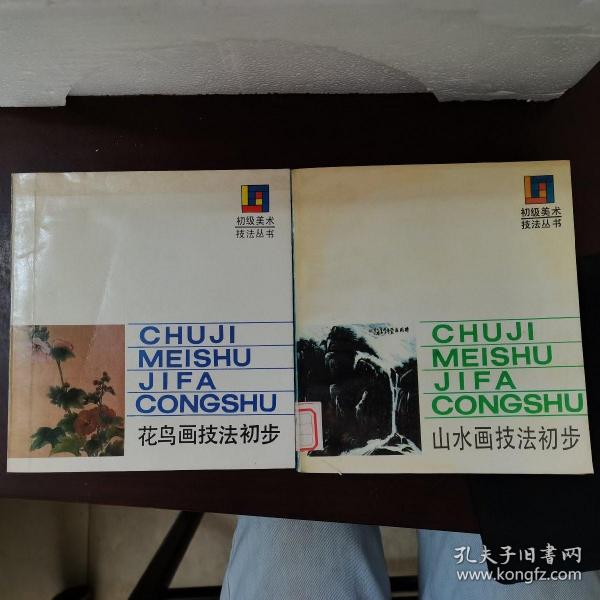 初级美术
技法丛书
CHUJI
MEISHU
JIFA
CONGSHU
花鸟画技法初步
初级美术
技法丛书
CHUJI
MEISHU
JIFA
CONGSHU
山水画技法初步
孔夫子旧書网
www.kongfz.com